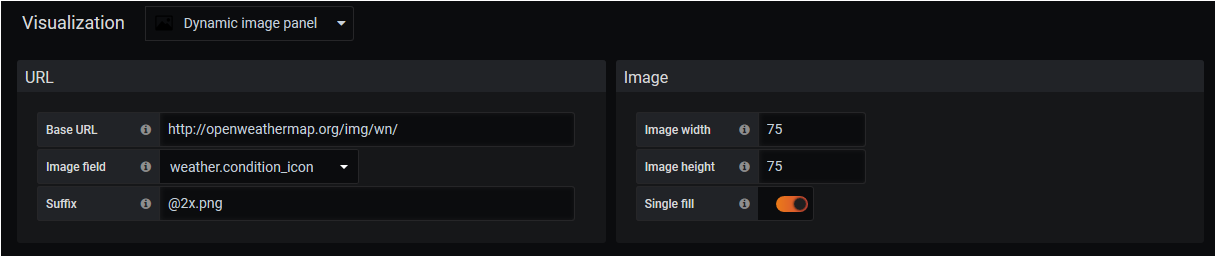 Visualization Dynamic image panel
URL
Base URL http://openweathermap.org/img/wn/
Image field weather.condition_icon
Suffix @2x.png
Image
Image width 75
Image height 75
Single fill